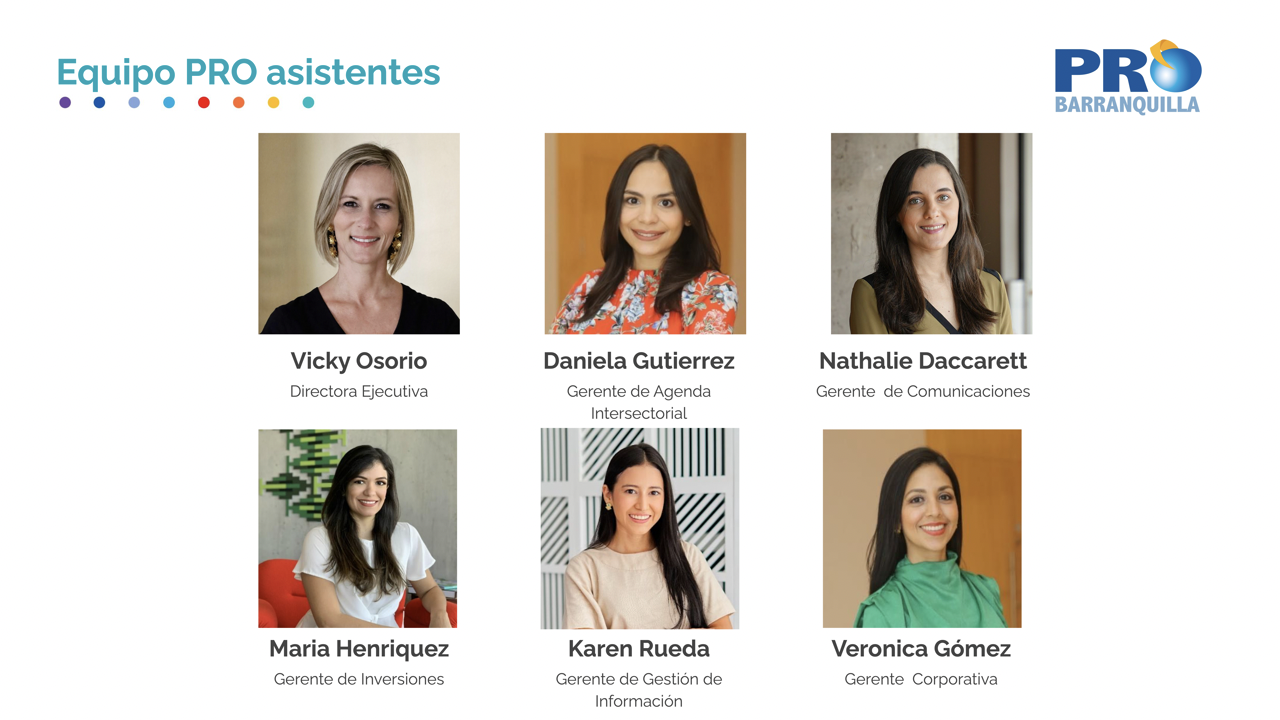 Equipo PRO asistentes
PRO
BARRANQUILLA
Vicky Osorio
Directora Ejecutiva
Daniela Gutierrez
Gerente de Agenda
Intersectorial
Nathalie Daccarett
Gerente  de Comunicaciones
Maria Henriquez
Gerente de Inversiones
Karen Rueda
Gerente de Gestión de
Información
Veronica Gómez
Gerente  Corporativa